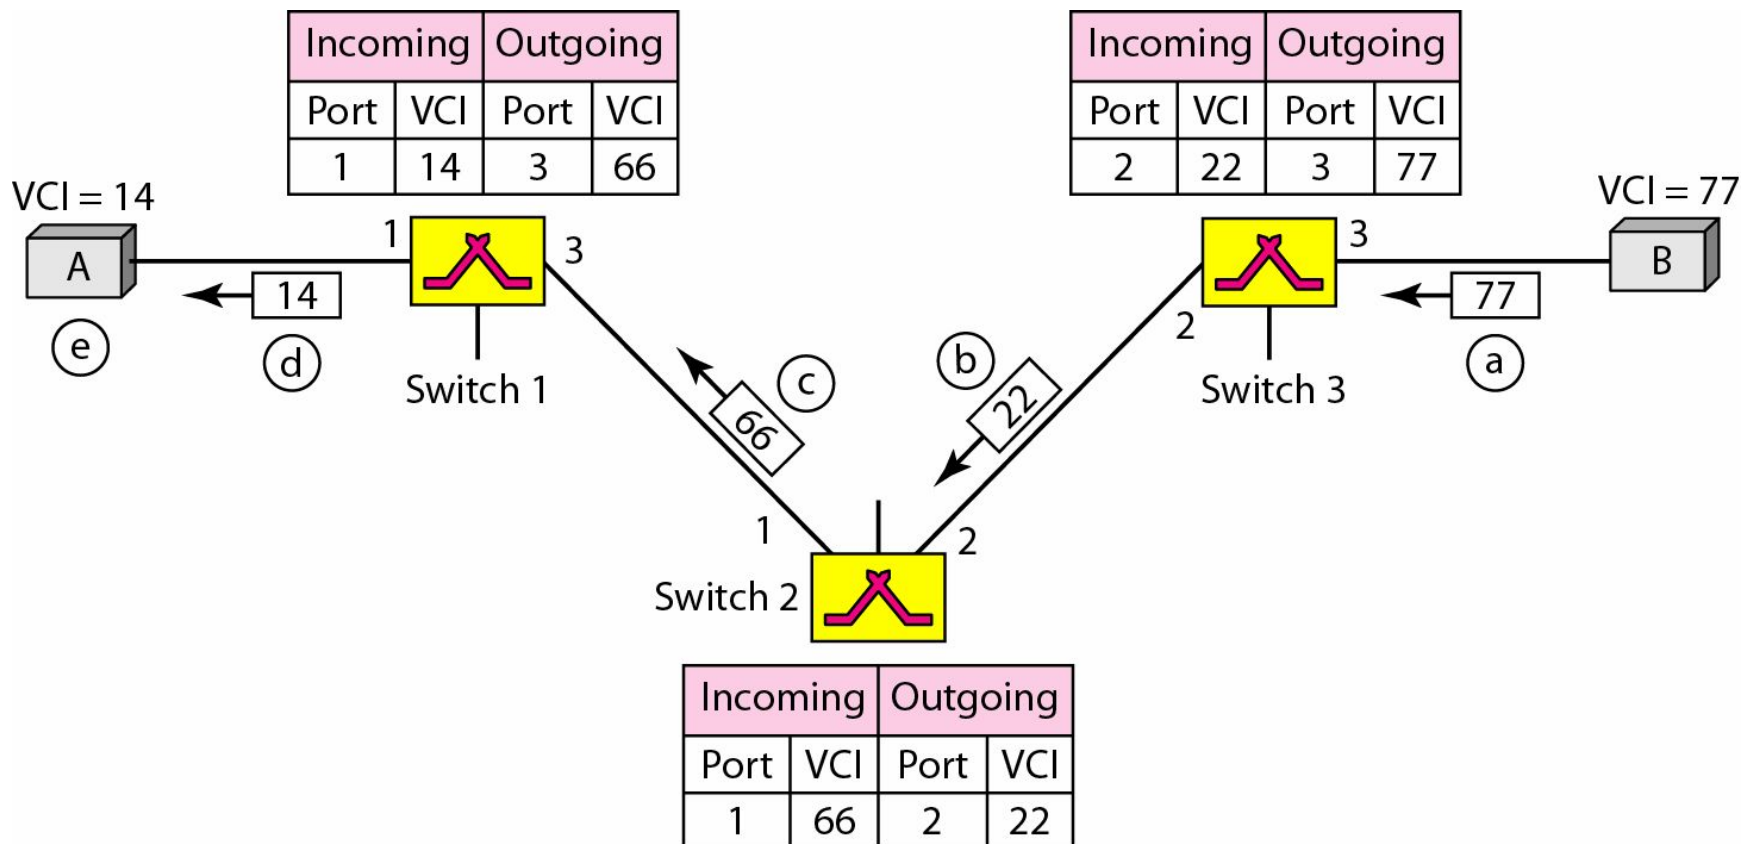 Incoming Outgoing
Port VCI Port VCI
1 14 3 66
Incoming Outgoing
Port VCI Port VCI
2 22 3 77
VCI = 14
VCI = 77
A
1
3
14
e
d
Switch 1
3
B
2
77
a
Switch 3
b
22
c
66
1
2
Switch 2
Incoming Outgoing
Port VCI Port VCI
1 66 2 22